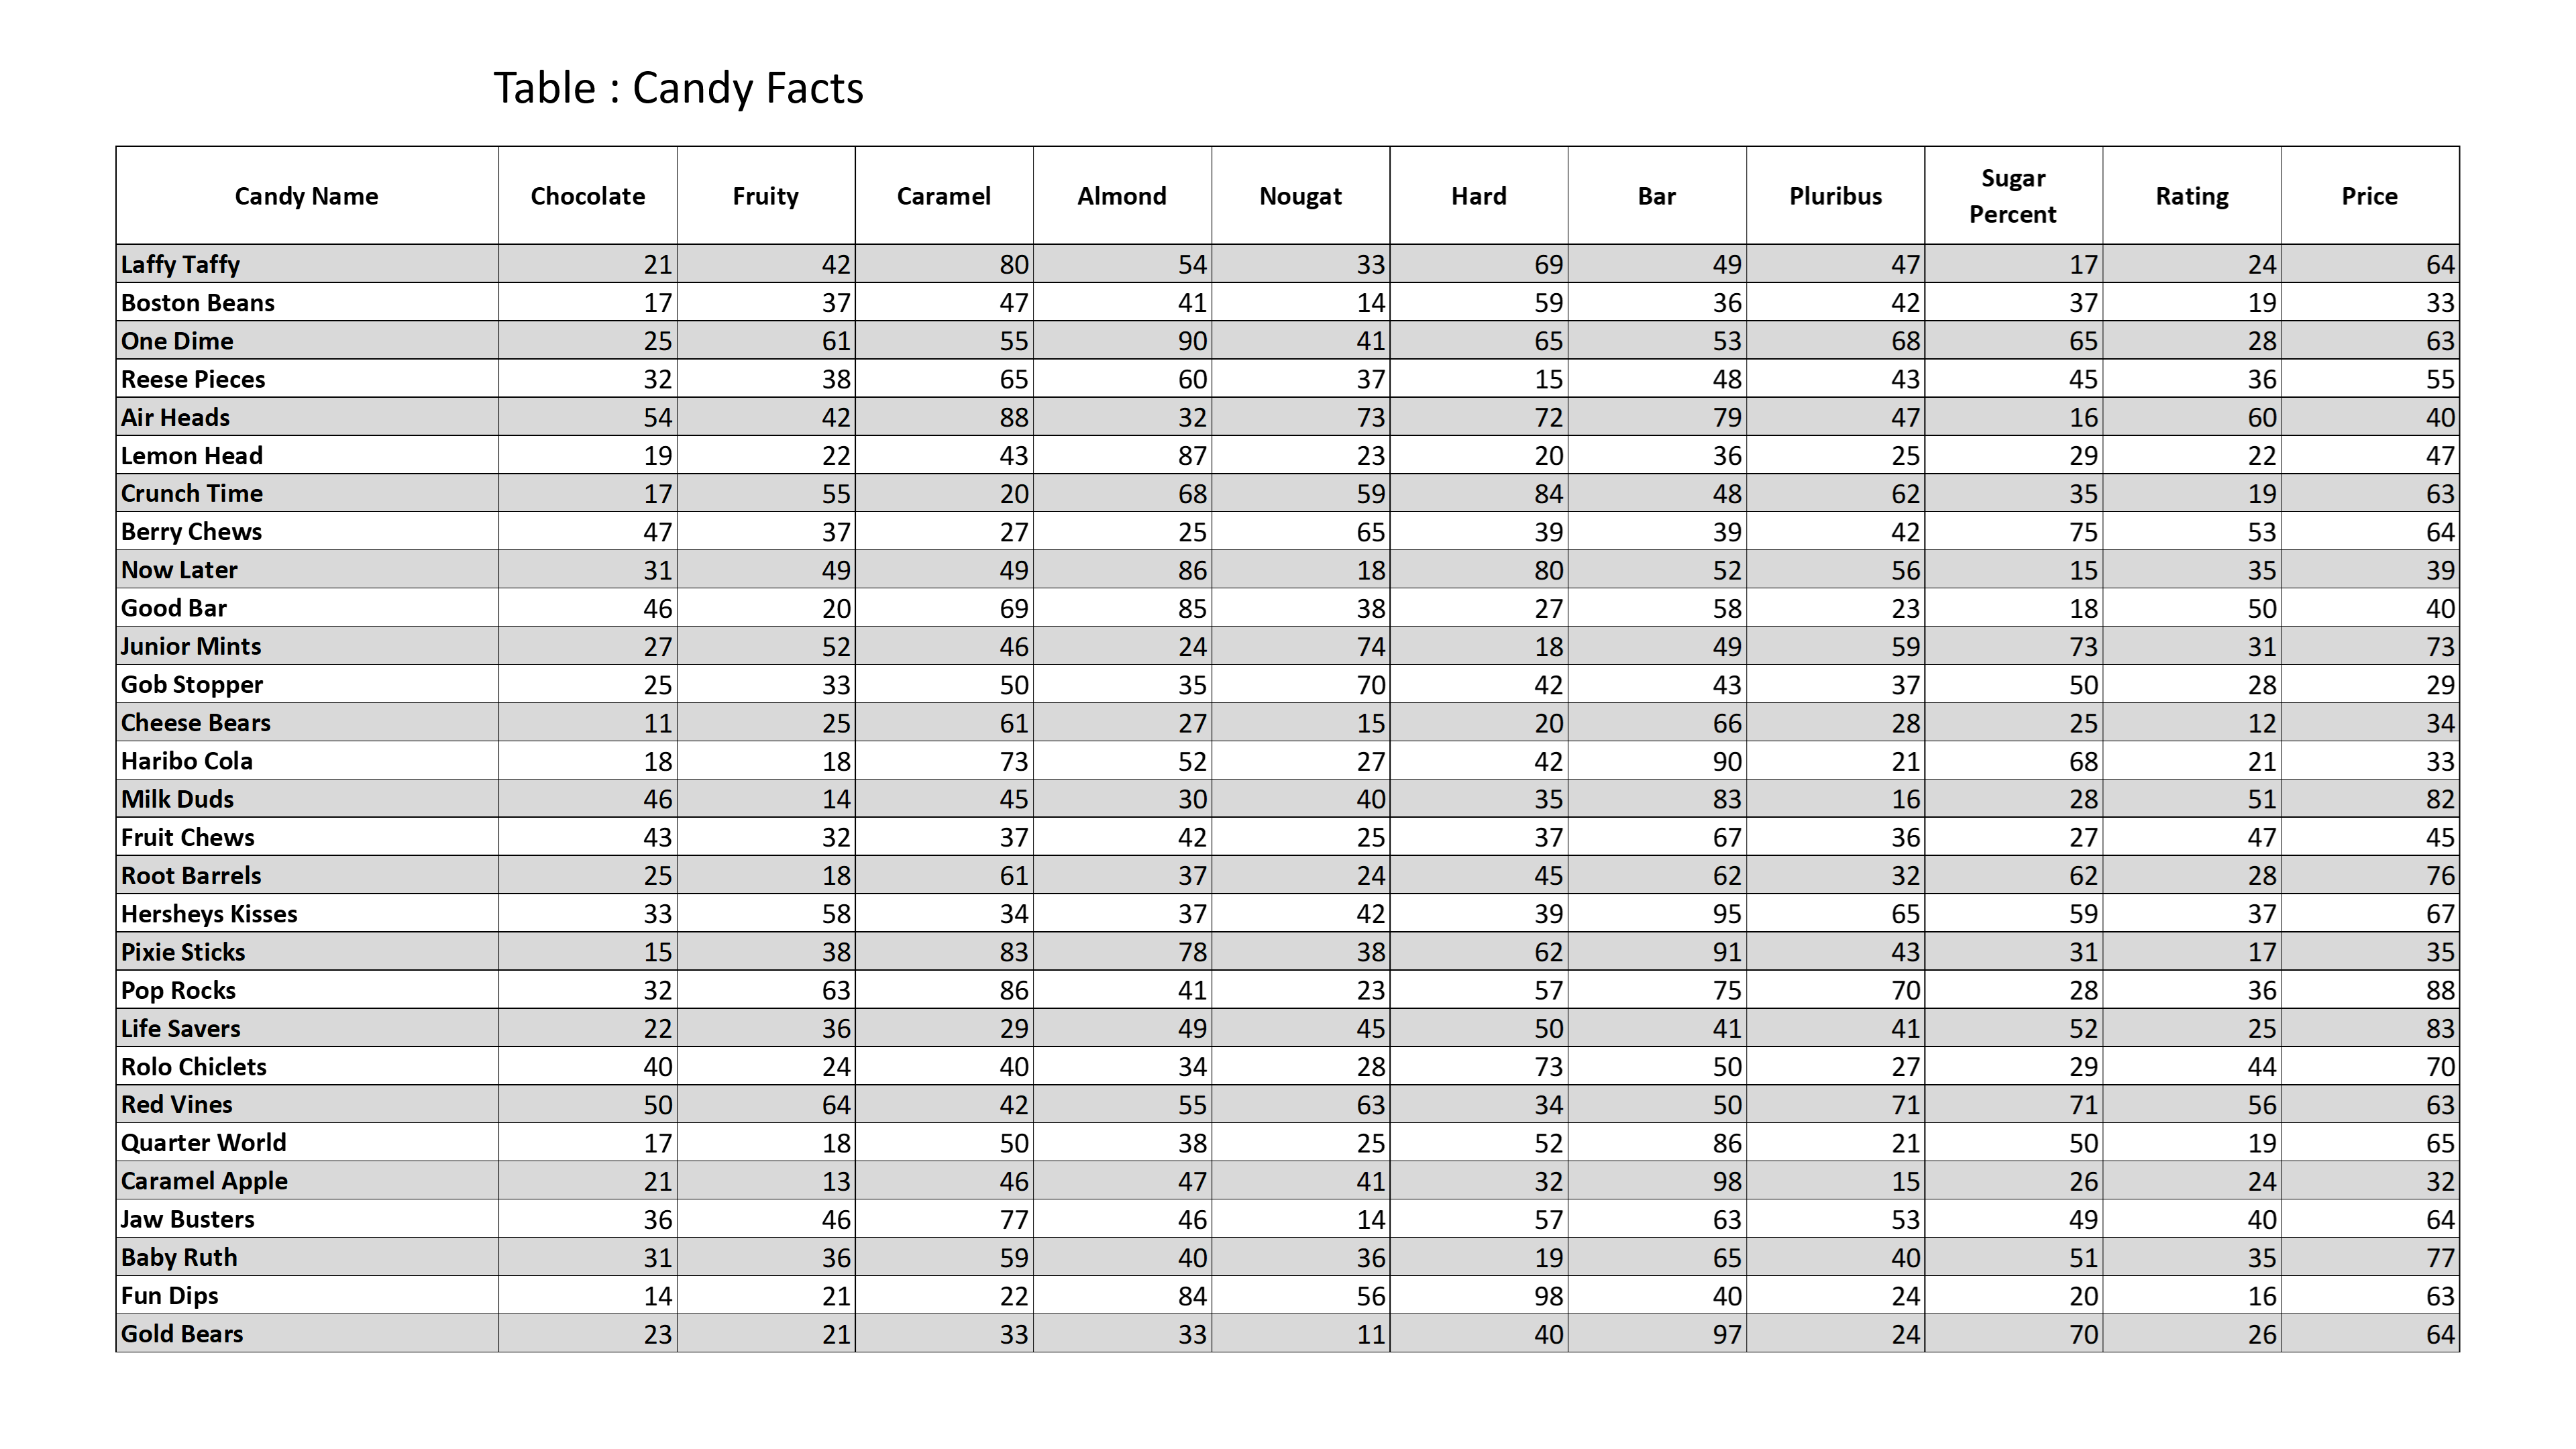 Table : Candy Facts
Candy Name Chocolate Fruity Caramel Almond Nougat Hard Bar Pluribus Sugar Percent Rating Price
Laffy Taffy 21 42 80 54 33 69 49 47 17 24 64
Boston Beans 17 37 47 41 14 59 36 42 37 19 33
One Dime 25 61 55 90 41 65 53 68 65 28 63
Reese Pieces 32 38 65 60 37 15 48 43 45 36 55
Air Heads 54 42 88 32 73 72 79 47 16 60 40
Lemon Head 19 22 43 87 23 20 36 25 29 22 47
Crunch Time 17 55 20 68 59 84 48 62 35 19 63
Berry Chews 47 37 27 25 65 39 39 42 75 53 64
Now Later 31 49 49 86 18 80 52 56 15 35 39
Good Bar 46 20 69 85 38 27 58 23 18 50 40
Junior Mints 27 52 46 24 74 18 49 59 73 31 73
Gob Stopper 25 33 50 35 70 42 43 37 50 28 29
Cheese Bears 11 25 61 27 15 20 66 28 25 12 34
Haribo Cola 18 18 73 52 27 42 90 21 68 21 33
Milk Duds 46 14 45 30 40 35 83 16 28 51 82
Fruit Chews 43 32 37 42 25 37 67 36 27 47 45
Root Barrels 25 18 61 37 24 45 62 32 62 28 76
Hersheys Kisses 33 58 34 37 42 39 95 65 59 37 67
Pixie Sticks 15 38 83 78 38 62 91 43 31 17 35
Pop Rocks 32 63 86 41 23 57 75 70 28 36 88
Life Savers 22 36 29 49 45 50 41 41 52 25 83
Rolo Chiclets 40 24 40 34 28 73 50 27 29 44 70
Red Vines 50 64 42 55 63 34 50 71 71 56 63
Quarter World 17 18 50 38 25 52 86 21 50 19 65
Caramel Apple 21 13 46 47 41 32 98 15 26 24 32
Jaw Busters 36 46 77 46 14 57 63 53 49 40 64
Baby Ruth 31 36 59 40 36 19 65 40 51 35 77
Fun Dips 14 21 22 84 56 98 40 24 20 16 63
Gold Bears 23 21 33 33 11 40 97 24 70 26 64